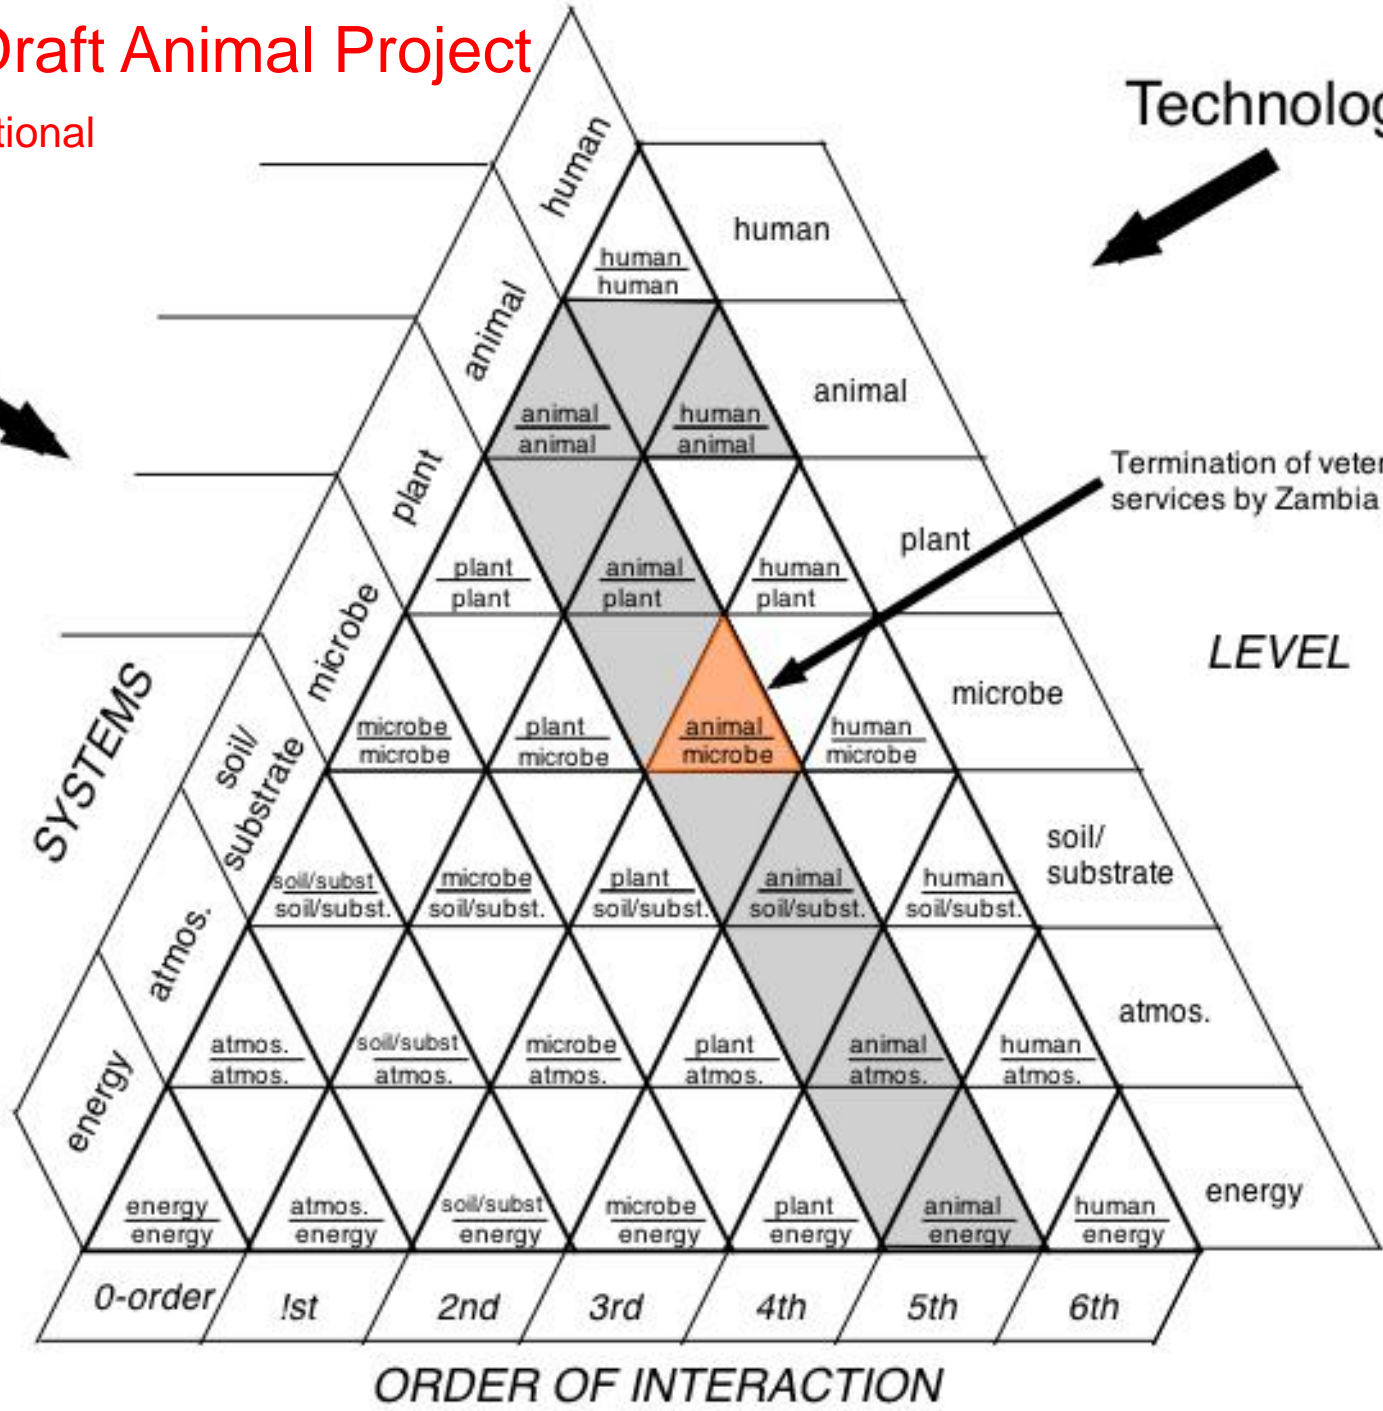 Draft Animal Project
tional
Technolog
human
human
human
human
animal
animal
animal
animal
human
animal
Termination of veter
services by Zambia
plant
plant
plant
plant
animal
plant
human
plant
LEVEL
microbe
microbe
microbe
microbe
plant
microbe
animal
microbe
human
microbe
SYSTEMS
soil/
substrate
soil/
substrate
soil/subst
soil/subst.
microbe
soil/subst.
plant
soil/subst.
animal
soil/subst.
human
soil/subst.
atmos.
atmos.
atmos.
atmos.
soil/subst
atmos.
microbe
atmos.
plant
atmos.
animal
atmos.
human
atmos.
energy
energy
energy
energy
atmos.
energy
soil/subst
energy
microbe
energy
plant
energy
animal
energy
human
energy
0-order
!st
2nd
3rd
4th
5th
6th
ORDER OF INTERACTION